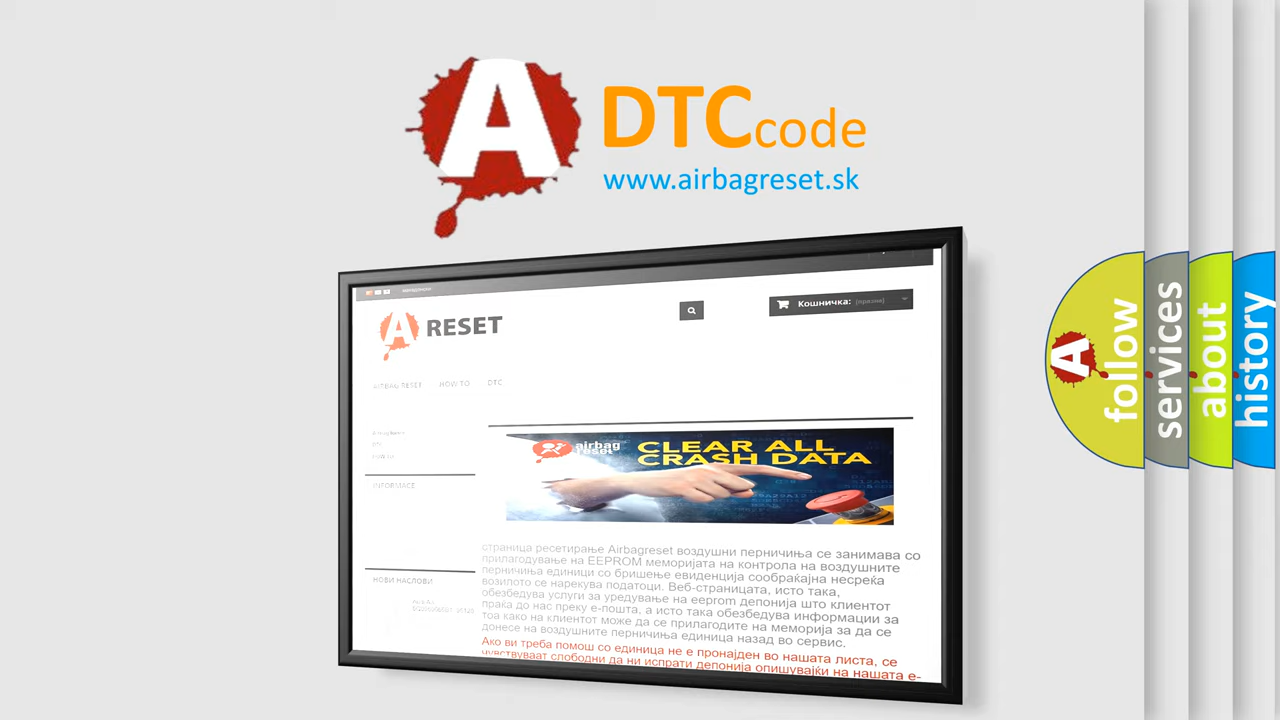 A DTCcode
www.airbagreset.sk
A RESET
Кошничка: (празни)
AIRBAG RESET HOW TO DTC
DTC
INFORMACE
airbag reset
CLEAR ALL
CRASH DATA
страница ресетирање Airbagreset воздушни перничиња се занимава со
прилагодување на EEPROM меморијата на контрола на воздушните
перничиња единици со бришење евиденција сообраќајна несреќа
возилото се нарекува податоци. Веб-страницата, исто така,
обезбедува услуги за уредување на eeprom депонија што клиентот
праќа до нас преку е-пошта, а исто така обезбедува информации за
тоа како на клиентот може да се прилагодите на меморија за да се
донесе на воздушните перничиња единица назад во сервис.
Ако ви треба помош со единица не е пронајден во нашата листа, се
чувствуваат слободни да ни испрати депонија опишувајќи на нашата е-
НОВИ НАСЛОВИ
A follow
services
about
history